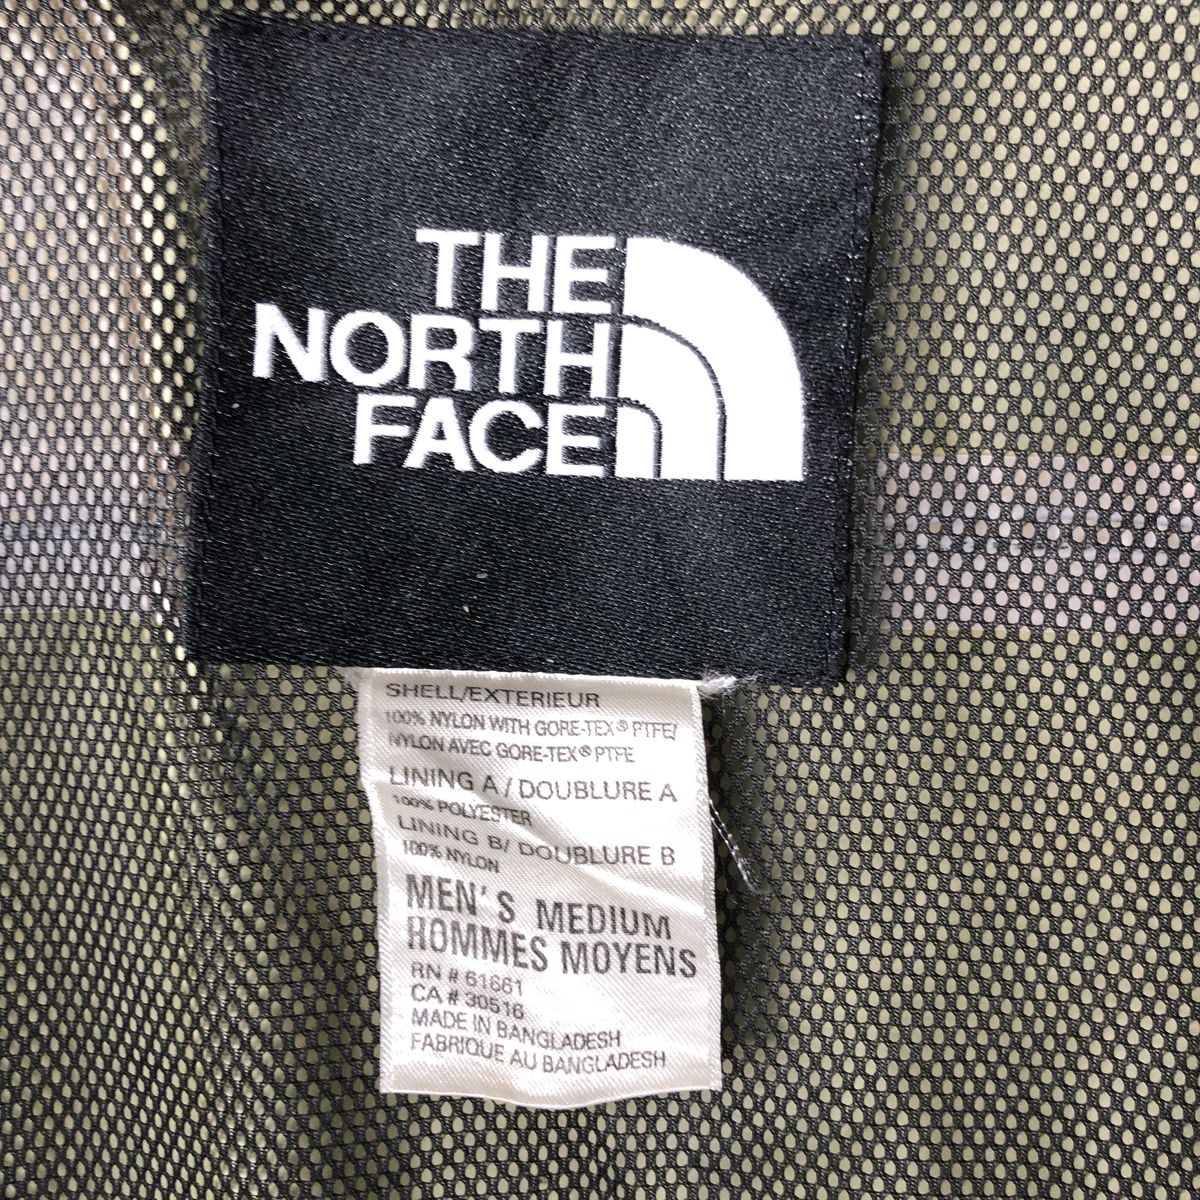 THE
NORTH
FACE
SHELL/EXTERIEUR
100% NYLON WITH GORE-TEX® PTFE/
NYLON AVEC GORE-TEX® PTFE
LINING A / DOUBLURE A
100% POLYESTER
LINING B/ DOUBLURE B
100% NYLON
MEN'S MEDIUM
HOMMES MOYENS
RN # 61661
CA # 30516
MADE IN BANGLADESH
FABRIQUE AU BANGLADESH